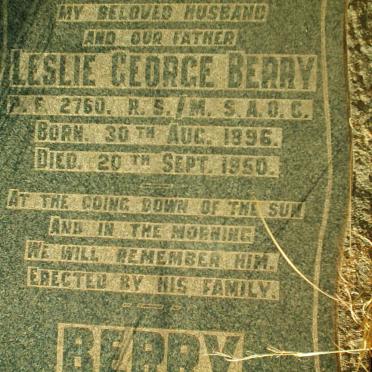 MY BELOVED HUSBAND
AND OUR FATHER
LESLIE GEORGE BERRY
P. F. 2760. R. S./M. S.A.O.C.
BORN. 30TH AUG. 1896.
DIED. 20TH SEPT. 1950.
AT THE GOING DOWN OF THE SUN
AND IN THE MORNING
WE WILL REMEMBER HIM.
ERECTED BY HIS FAMILY.
BERRY